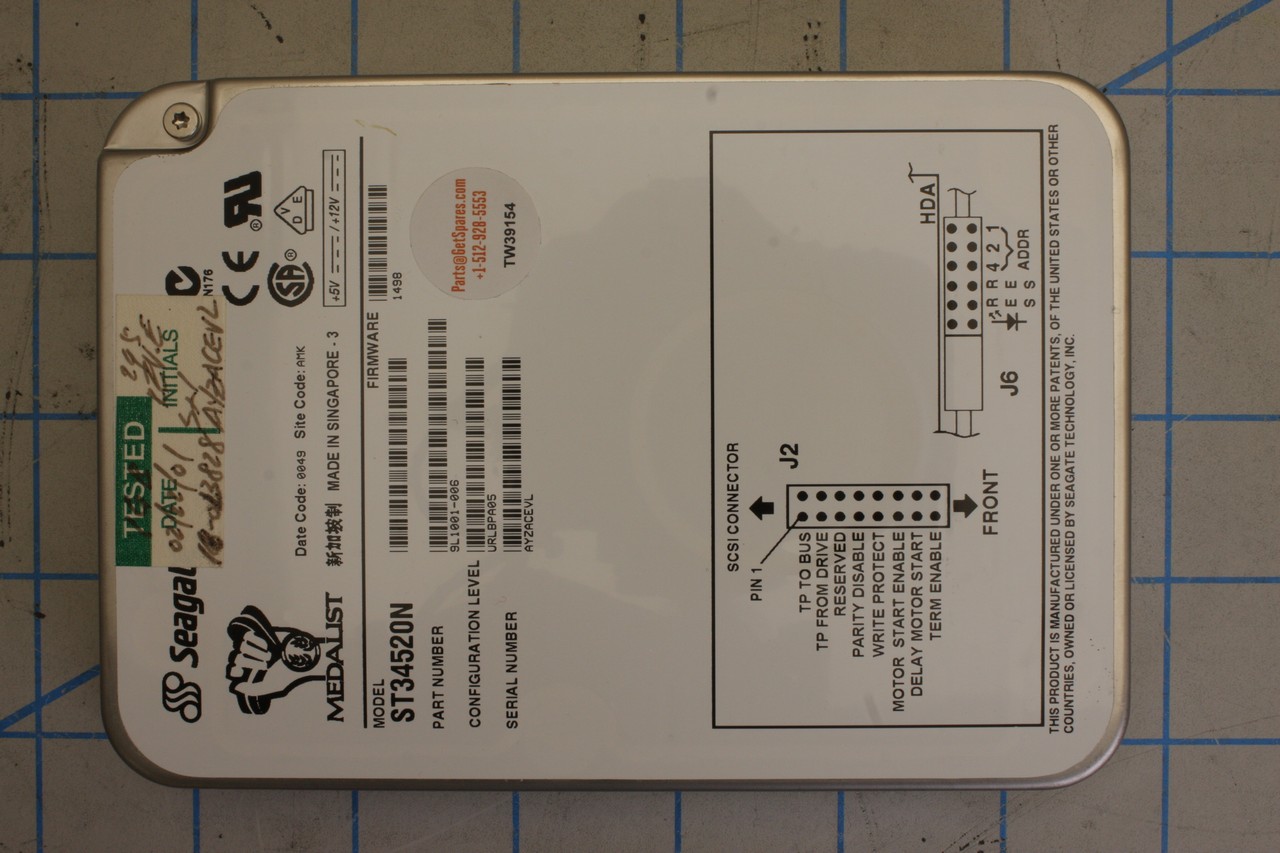 Seagat
TESTED
DATE
INITIALS
N176
MEDALIST
Date Code: 0049 Site Code: AMK
新加坡制 MADE IN SINGAPORE - 3
+5V / +12V
CE
SA
VDE
MODEL
ST34520N
FIRMWARE
1498
PART NUMBER
9L1001-006
CONFIGURATION LEVEL
URLBPA05
SERIAL NUMBER
AYZACEVL
Parts@GetSpares.com
+1-512-928-5553
TW39154
SCSI CONNECTOR
PIN 1
J2
TP TO BUS
TP FROM DRIVE
RESERVED
PARITY DISABLE
WRITE PROTECT
MOTOR START ENABLE
DELAY MOTOR START
TERM ENABLE
FRONT
HDA
J6
R R 4 2 1
E E
S S ADDR
THIS PRODUCT IS MANUFACTURED UNDER ONE OR MORE PATENTS, OF THE UNITED STATES OR OTHER
COUNTRIES, OWNED OR LICENSED BY SEAGATE TECHNOLOGY, INC.